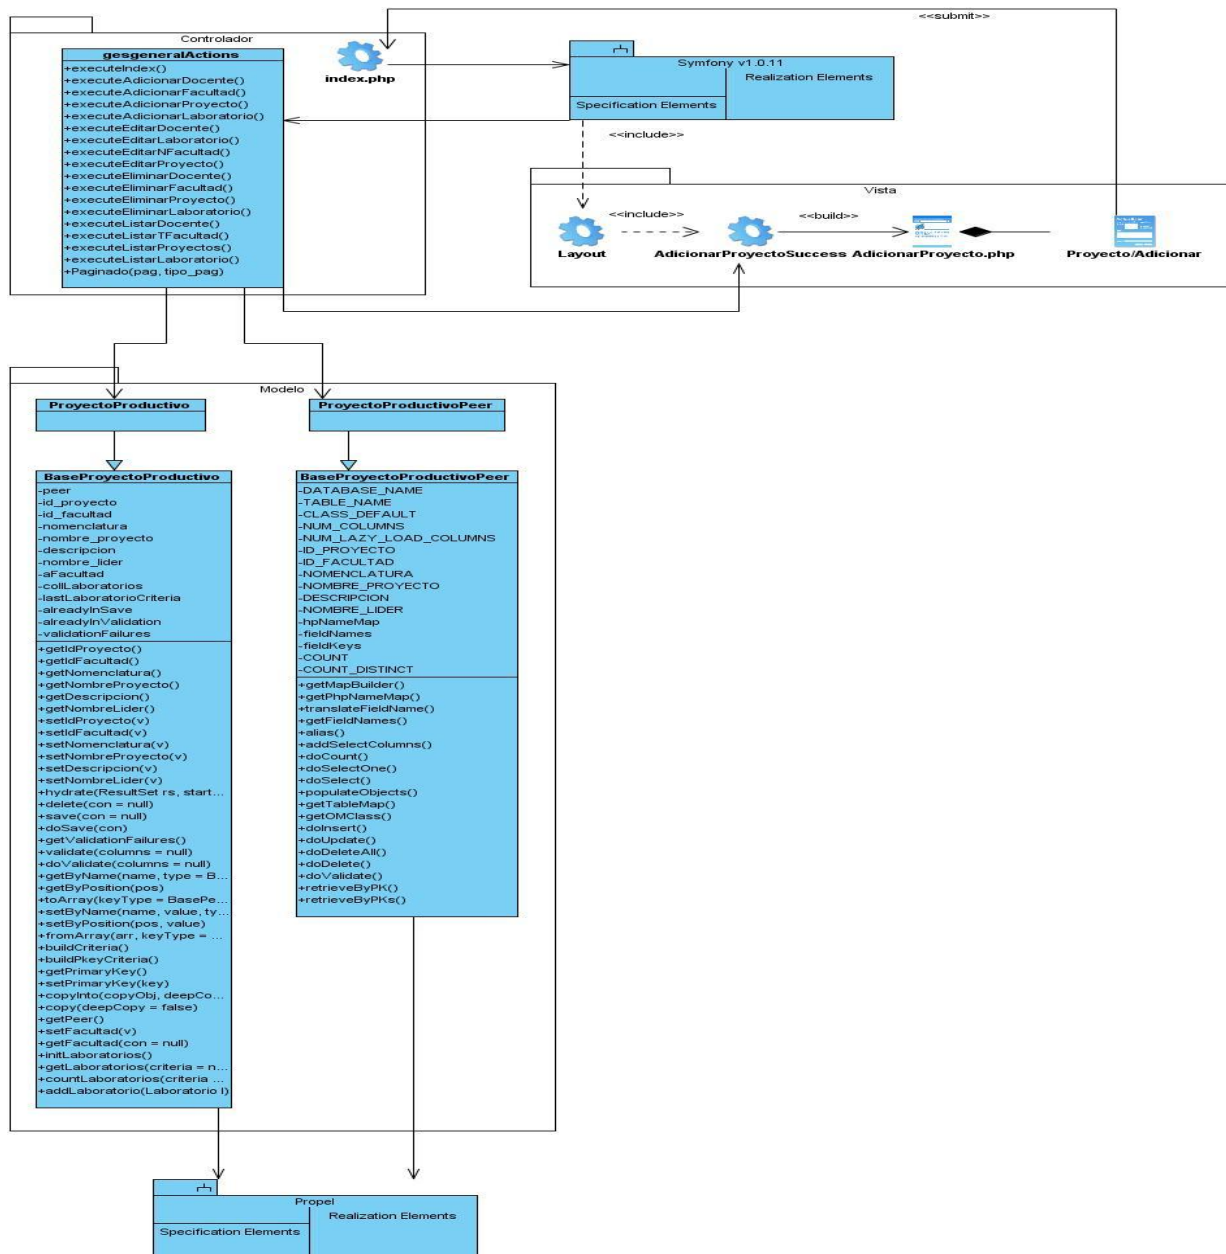 <<submit>>
Controlador
gesgeneralActions
+executeIndex()
+executeAdicionarDocente()
+executeAdicionarFacultad()
+executeAdicionarProyecto()
+executeAdicionarLaboratorio()
+executeEditarDocente()
+executeEditarLaboratorio()
+executeEditarNFacultad()
+executeEditarProyecto()
+executeEliminarDocente()
+executeEliminarFacultad()
+executeEliminarProyecto()
+executeEliminarLaboratorio()
+executeListarDocente()
+executeListarTFacultad()
+executeListarProyectos()
+executeListarLaboratorio()
+Paginado(pag, tipo_pag)
index.php
Symfony v1.0.11
Realization Elements
Specification Elements
<<include>>
Vista
<<include>>
<<build>>
Layout
AdicionarProyectoSuccess
AdicionarProyecto.php
Proyecto/Adicionar
Modelo
ProyectoProductivo
ProyectoProductivoPeer
BaseProyectoProductivo
-peer
-id_proyecto
-id_facultad
-nomenclatura
-nombre_proyecto
-descripcion
-nombre_lider
-aFacultad
-collLaboratorios
-lastLaboratorioCriteria
-alreadyInSave
-alreadyInValidation
-validationFailures
+getIdProyecto()
+getIdFacultad()
+getNomenclatura()
+getNombreProyecto()
+getDescripcion()
+getNombreLider()
+setIdProyecto(v)
+setIdFacultad(v)
+setNomenclatura(v)
+setNombreProyecto(v)
+setDescripcion(v)
+setNombreLider(v)
+hydrate(ResultSet rs, start...
+delete(con = null)
+save(con = null)
+doSave(con)
+getValidationFailures()
+validate(columns = null)
+doValidate(columns = null)
+getByName(name, type = B...
+getByPosition(pos)
+toArray(keyType = BasePe...
+setByName(name, value, ty...
+setByPosition(pos, value)
+fromArray(arr, keyType = ...
+buildCriteria()
+buildPkeyCriteria()
+getPrimaryKey()
+setPrimaryKey(key)
+copyInto(copyObj, deepCo...
+copy(deepCopy = false)
+getPeer()
+setFacultad(v)
+getFacultad(con = null)
+initLaboratorios()
+getLaboratorios(criteria = n...
+countLaboratorios(criteria ...
+addLaboratorio(Laboratorio l)
BaseProyectoProductivoPeer
-DATABASE_NAME
-TABLE_NAME
-CLASS_DEFAULT
-NUM_COLUMNS
-NUM_LAZY_LOAD_COLUMNS
-ID_PROYECTO
-ID_FACULTAD
-NOMENCLATURA
-NOMBRE_PROYECTO
-DESCRIPCION
-NOMBRE_LIDER
-hpNameMap
-fieldNames
-fieldKeys
-COUNT
-COUNT_DISTINCT
+getMapBuilder()
+getPhpNameMap()
+translateFieldName()
+getFieldNames()
+alias()
+addSelectColumns()
+doCount()
+doSelectOne()
+doSelect()
+populateObjects()
+getTableMap()
+getOMClass()
+doInsert()
+doUpdate()
+doDeleteAll()
+doDelete()
+doValidate()
+retrieveByPK()
+retrieveByPKs()
Propel
Realization Elements
Specification Elements